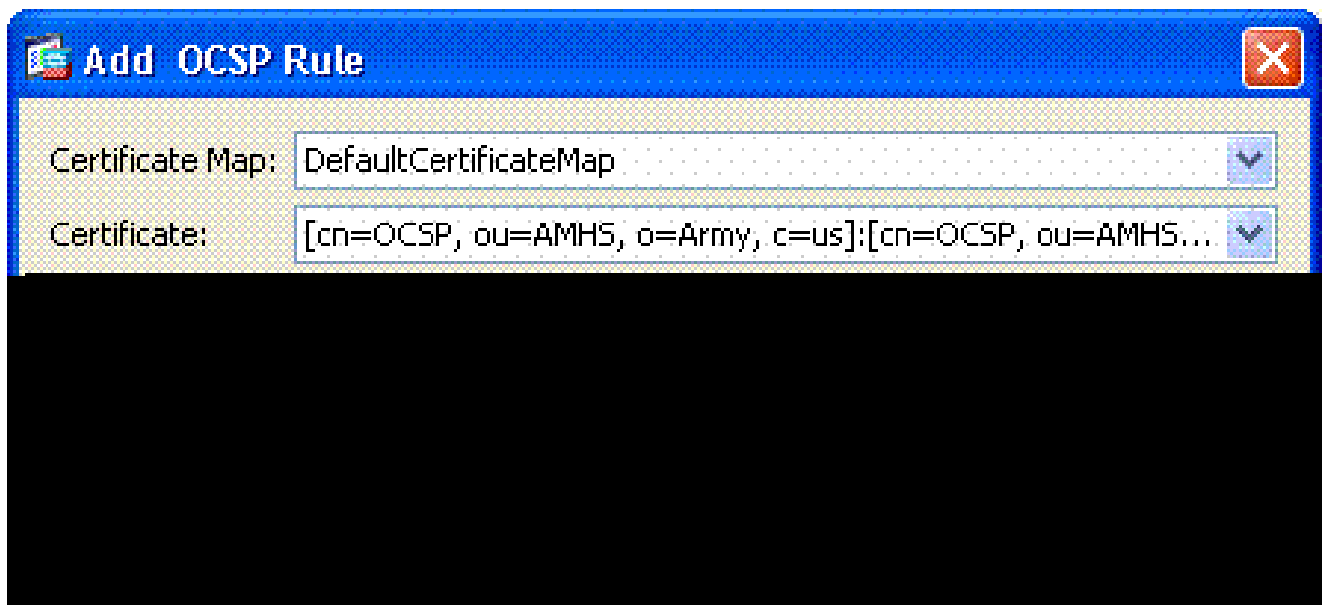 Add OCSP Rule
Certificate Map: DefaultCertificateMap
Certificate: [cn=OCSP, ou=AMHS, o=Army, c=us]:[cn=OCSP, ou=AMHS...